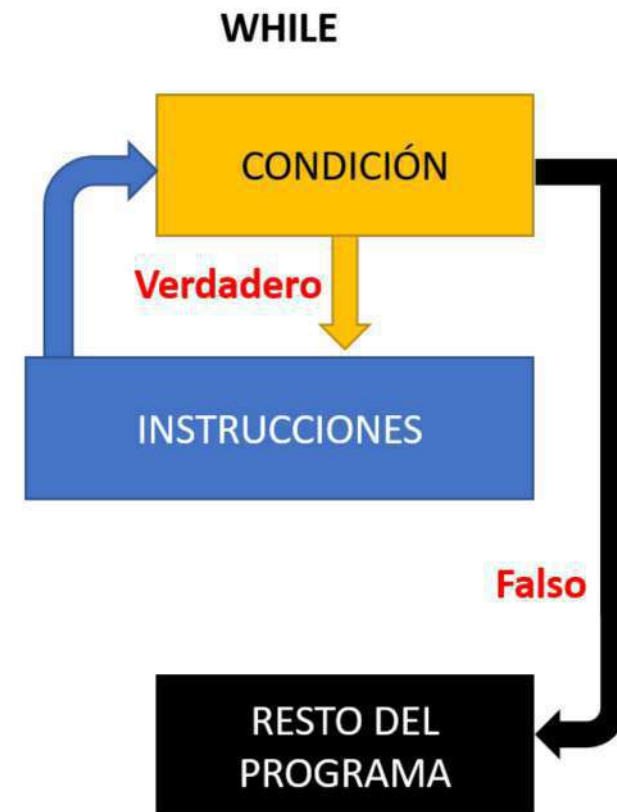 WHILE
CONDICIÓN
Verdadero
INSTRUCCIONES
Falso
RESTO DEL
PROGRAMA